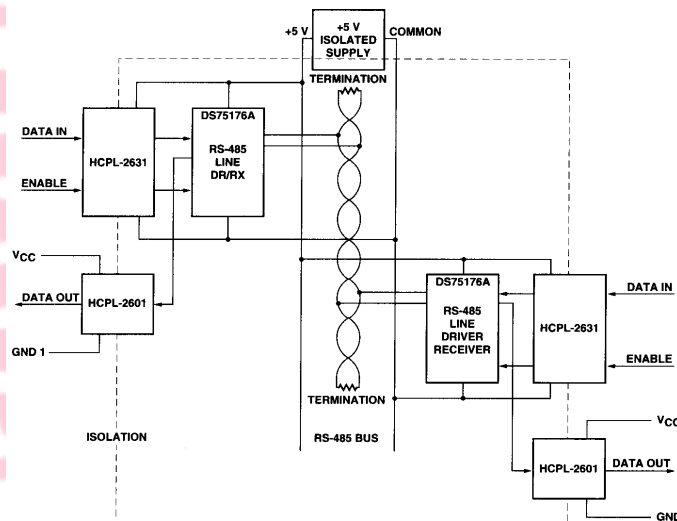 +5 V
+5 V
ISOLATED
SUPPLY
COMMON
TERMINATION
DS75176A
DATA IN
HCPL-2631
RS-485
LINE
DR/RX
ENABLE
VCC
DATA OUT
HCPL-2601
GND 1
DS75176A
RS-485
LINE
DRIVER
RECEIVER
HCPL-2631
DATA IN
ENABLE
TERMINATION
ISOLATION
RS-485 BUS
VCC
HCPL-2601
DATA OUT
GND